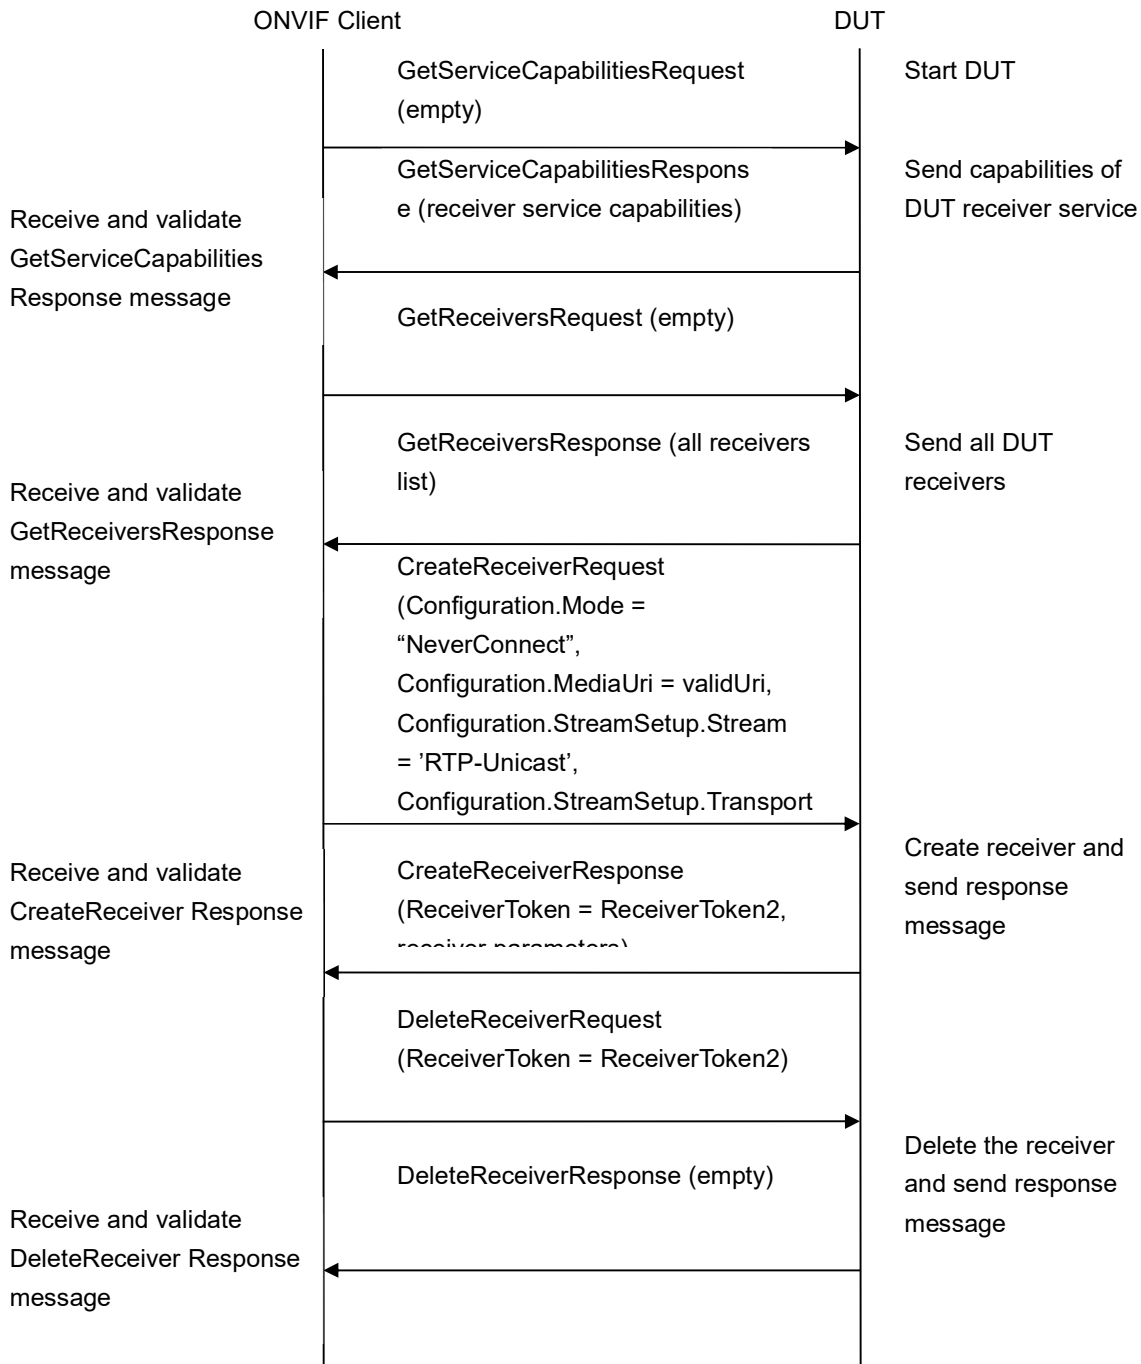 ONVIF Client
DUT
GetServiceCapabilitiesRequest
(empty)
Start DUT
GetServiceCapabilitiesRespons
e (receiver service capabilities)
Send capabilities of
DUT receiver service
Receive and validate
GetServiceCapabilities
Response message
GetReceiversRequest (empty)
GetReceiversResponse (all receivers
list)
Send all DUT
receivers
Receive and validate
GetReceiversResponse
message
CreateReceiverRequest
(Configuration.Mode =
“NeverConnect”,
Configuration.MediaUri = validUri,
Configuration.StreamSetup.Stream
= ’RTP-Unicast’,
Configuration.StreamSetup.Transport
Create receiver and
send response
message
Receive and validate
CreateReceiver Response
message
CreateReceiverResponse
(ReceiverToken = ReceiverToken2,
receiver parameters)
DeleteReceiverRequest
(ReceiverToken = ReceiverToken2)
Delete the receiver
and send response
message
DeleteReceiverResponse (empty)
Receive and validate
DeleteReceiver Response
message